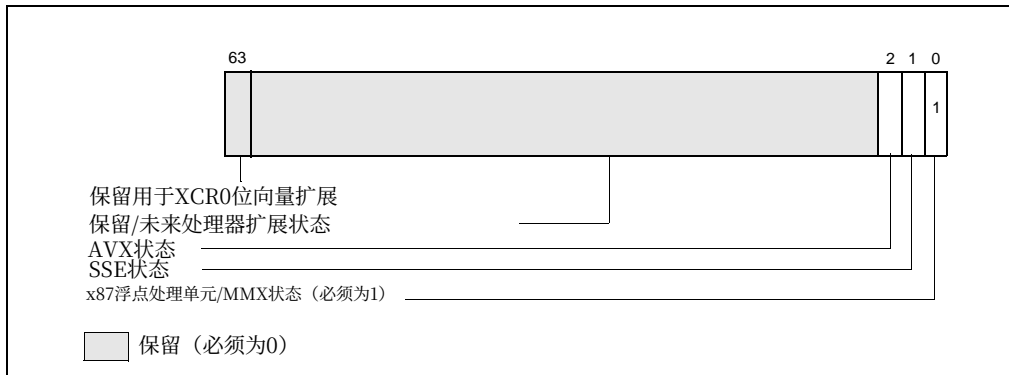 63 2 1 0
1
保留用于XCR0位向量扩展
保留/未来处理器扩展状态
AVX状态
SSE状态
x87浮点处理单元/MMX状态（必须为1）
保留（必须为0）